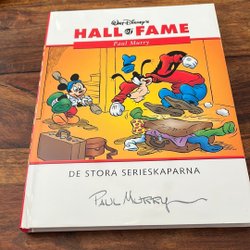 Walt Disney's
HALL of FAME
Paul Murry
DE STORA SERIESKAPARNA
PAUL MURRY